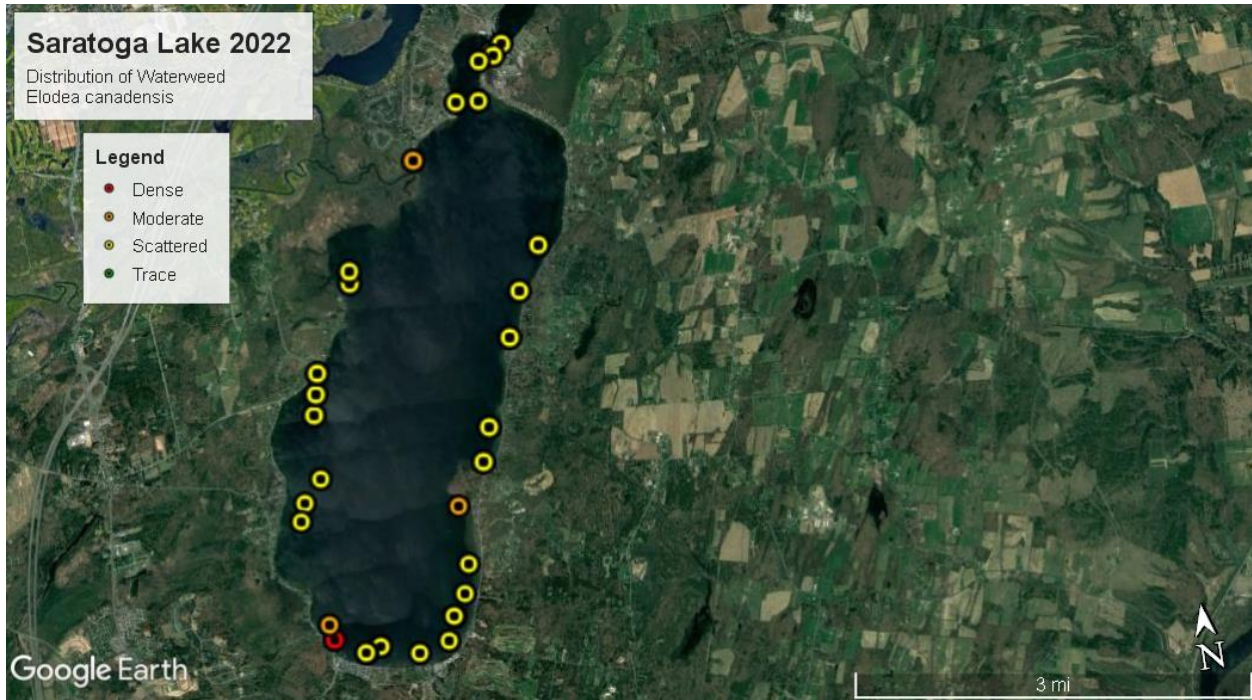 Saratoga Lake 2022
Distribution of Waterweed
Elodea canadensis
Legend
Dense
Moderate
Scattered
Trace
Google Earth
N
3 mi